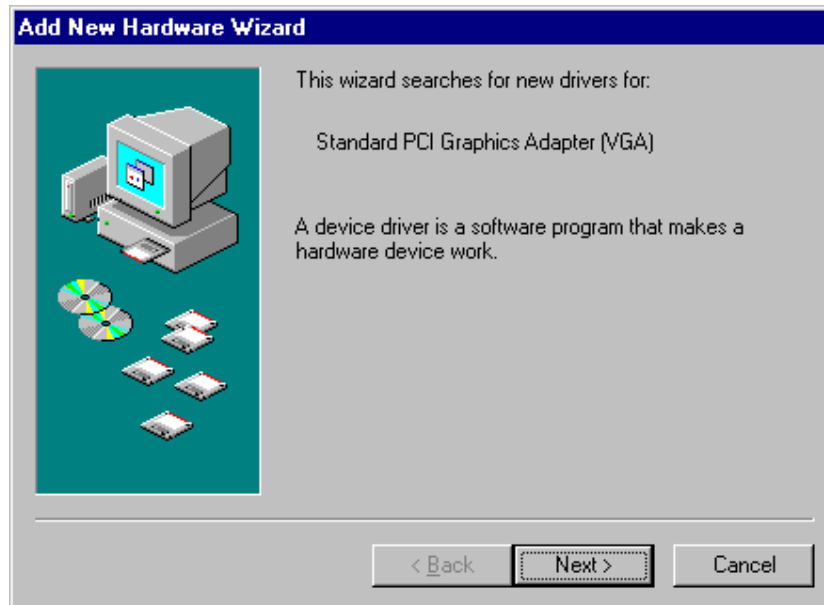 Add New Hardware Wizard
This wizard searches for new drivers for:
Standard PCI Graphics Adapter (VGA)
A device driver is a software program that makes a
hardware device work.
< Back
Next >
Cancel